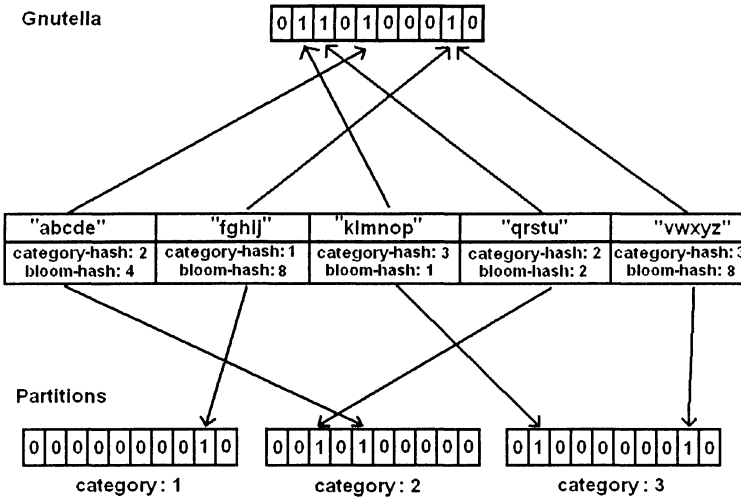 Gnutella
0 1 1 0 1 0 0 0 1 0
"abcde" "fghij" "klmnop" "qrstu" "vwxyz"
category-hash: 2 category-hash: 1 category-hash: 3 category-hash: 2 category-hash: 3
bloom-hash: 4 bloom-hash: 8 bloom-hash: 1 bloom-hash: 2 bloom-hash: 8
Partitions
0 0 0 0 0 0 0 0 1 0 0 0 1 0 1 0 0 0 0 0 0 1 0 0 0 0 0 0 1 0
category: 1 category: 2 category: 3